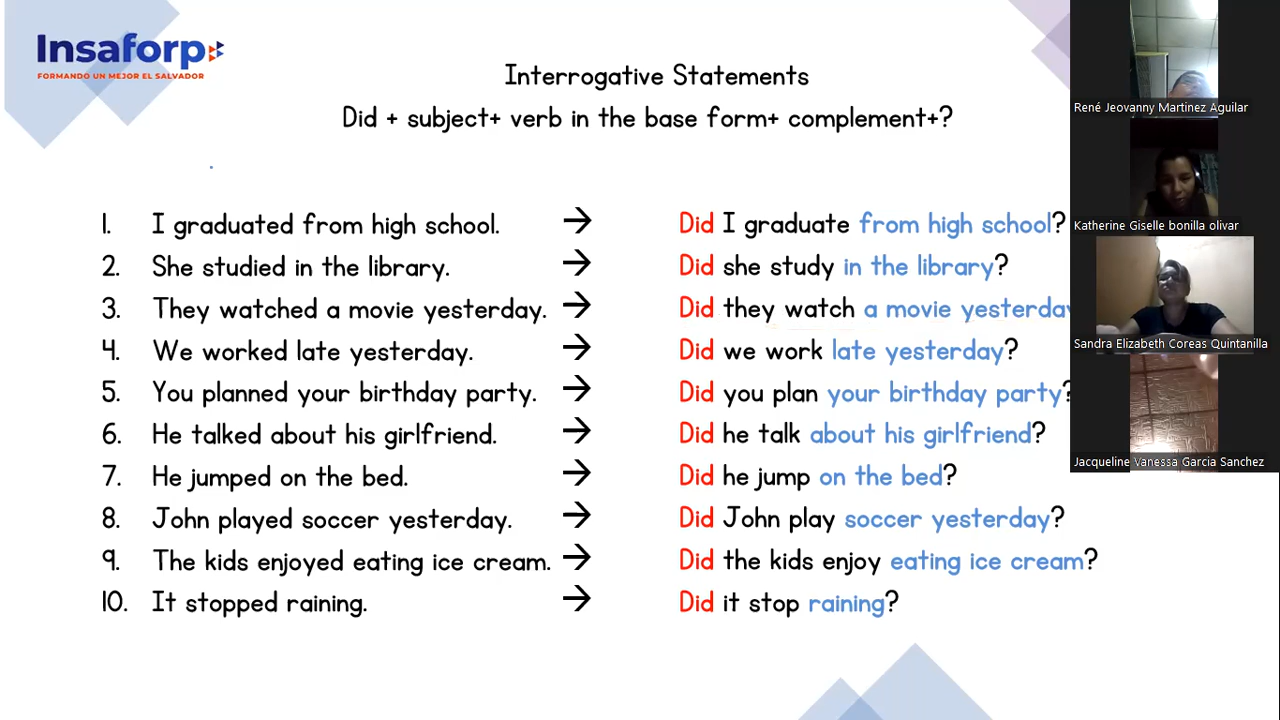 Insaforp
FORMANDO UN MEJOR EL SALVADOR
Interrogative Statements
Did + subject+ verb in the base form+ complement+?
1. I graduated from high school. → Did I graduate from high school?
2. She studied in the library. → Did she study in the library?
3. They watched a movie yesterday. → Did they watch a movie yesterday
4. We worked late yesterday. → Did we work late yesterday?
5. You planned your birthday party. → Did you plan your birthday party?
6. He talked about his girlfriend. → Did he talk about his girlfriend?
7. He jumped on the bed. → Did he jump on the bed?
8. John played soccer yesterday. → Did John play soccer yesterday?
9. The kids enjoyed eating ice cream. → Did the kids enjoy eating ice cream?
10. It stopped raining. → Did it stop raining?
René Jeovanny Martinez Aguilar
Katherine Giselle bonilla olivar
Sandra Elizabeth Coreas Quintanilla
Jacqueline Vanessa Garcia Sanchez